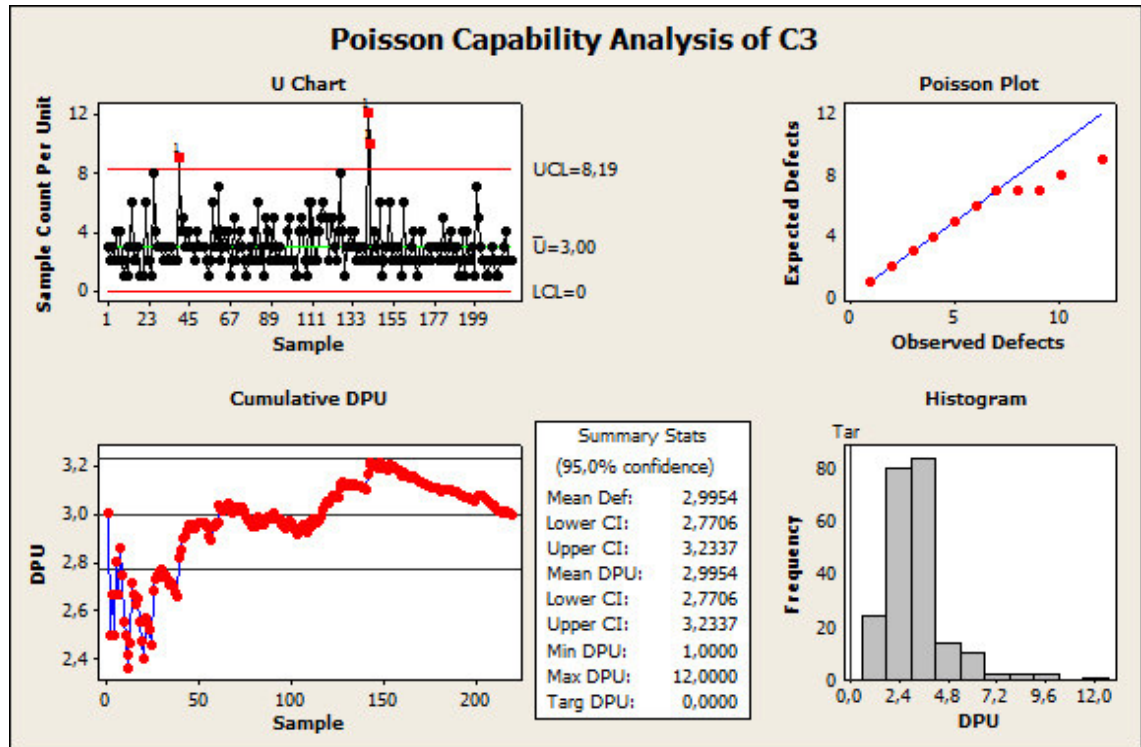 Poisson Capability Analysis of C3
U Chart
Sample Count Per Unit
12
8
4
0
1
1
1
UCL=8,19
U̅=3,00
LCL=0
1 23 45 67 89 111 133 155 177 199
Sample
Poisson Plot
Expected Defects
12
8
4
0
0 5 10
Observed Defects
Cumulative DPU
DPU
3,2
3,0
2,8
2,6
2,4
0 50 100 150 200
Sample
Summary Stats
(95,0% confidence)
Mean Def: 2,9954
Lower CI: 2,7706
Upper CI: 3,2337
Mean DPU: 2,9954
Lower CI: 2,7706
Upper CI: 3,2337
Min DPU: 1,0000
Max DPU: 12,0000
Targ DPU: 0,0000
Histogram
Tar
Frequency
80
60
40
20
0
0,0 2,4 4,8 7,2 9,6 12,0
DPU